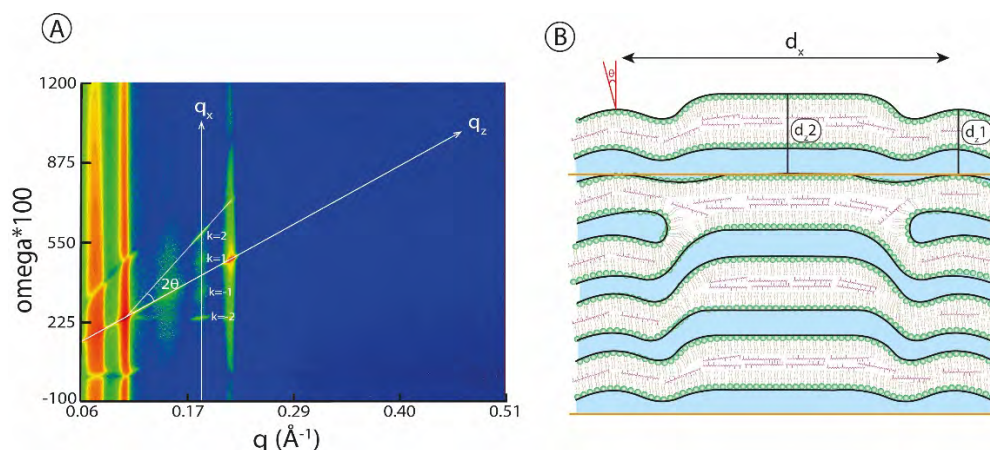 A
omega*100
1200
875
550
225
-100
0.06
0.17
0.29
0.40
0.51
q (Å⁻¹)
qx
qz
k=2
k=1
k=-1
k=-2
2θ
B
dx
θ
dz2
dz1